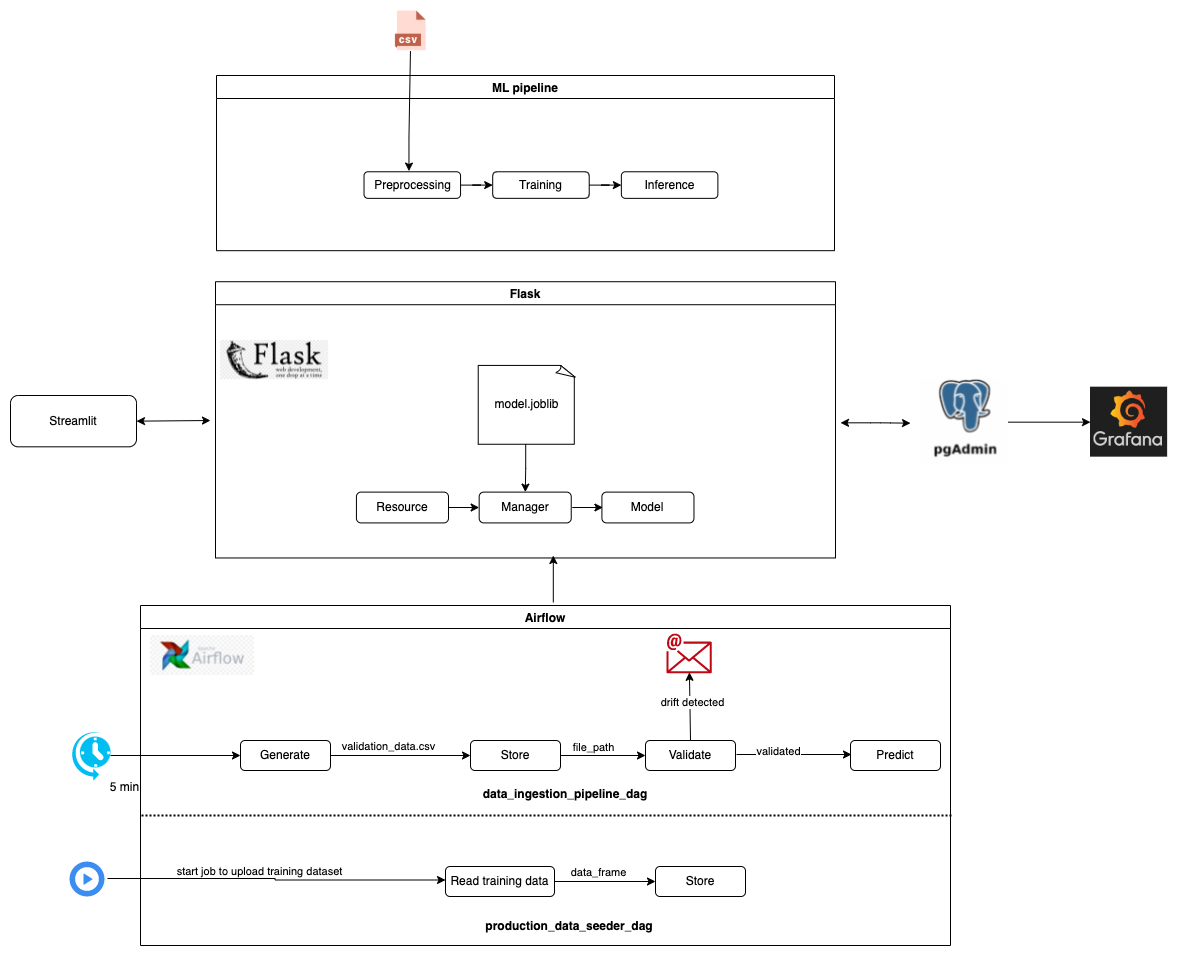 csv
ML pipeline
Preprocessing
Training
Inference
Flask
Flask
web development,
one drop at a time
model.joblib
Streamlit
pgAdmin
Grafana
Resource
Manager
Model
Airflow
Airflow
@
drift detected
Generate
validation_data.csv
Store
file_path
Validate
validated
Predict
5 min
data_ingestion_pipeline_dag
start job to upload training dataset
Read training data
data_frame
Store
production_data_seeder_dag